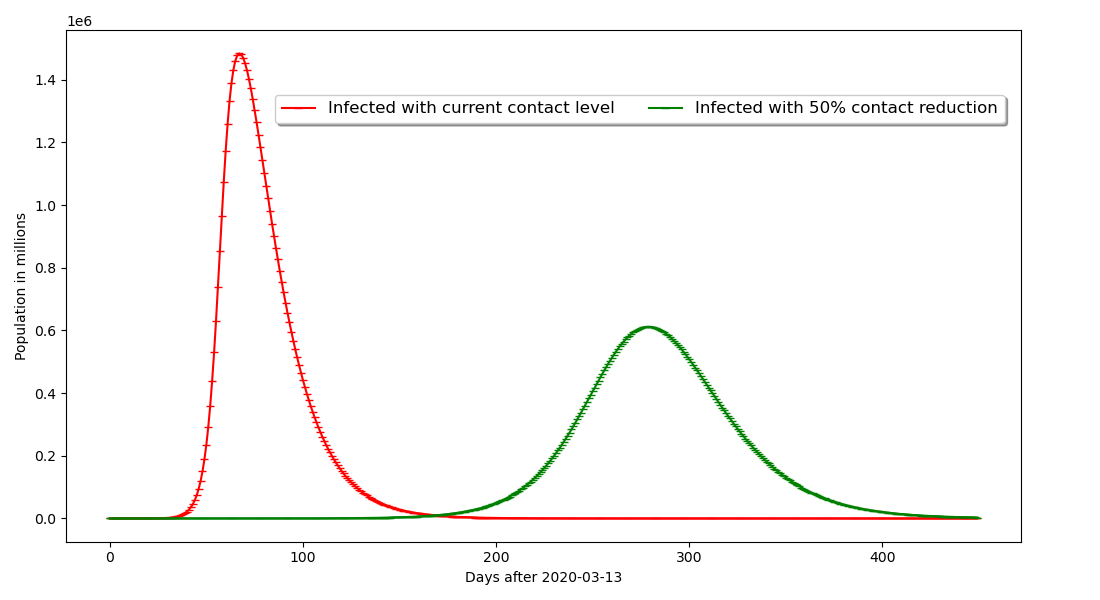 1e6
Infected with current contact level
Infected with 50% contact reduction
1.4
1.2
1.0
0.8
0.6
0.4
0.2
0.0
Population in millions
0 100 200 300 400
Days after 2020-03-13